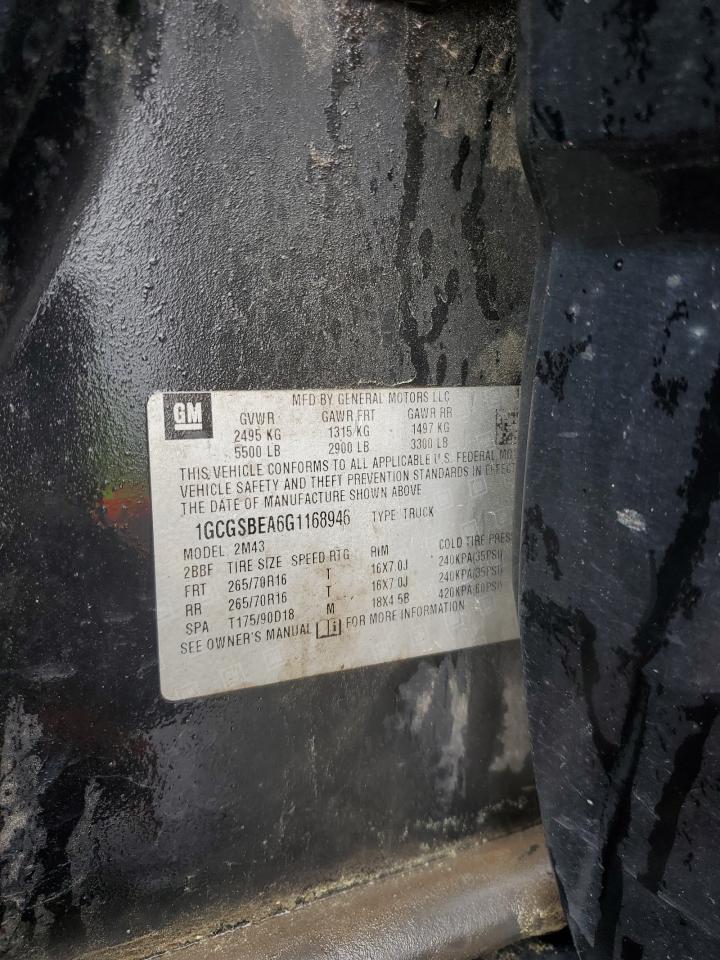 MFD BY GENERAL MOTORS LLC
GM
GVWR GAWR FRT GAWR RR
2495 KG 1315 KG 1497 KG
5500 LB 2900 LB 3300 LB
THIS VEHICLE CONFORMS TO ALL APPLICABLE U.S. FEDERAL MO
VEHICLE SAFETY AND THEFT PREVENTION STANDARDS IN EFFECT
THE DATE OF MANUFACTURE SHOWN ABOVE
1GCGSBEA6G1168946 TYPE: TRUCK
MODEL: 2M43
2BBF TIRE SIZE SPEED RTG RIM COLD TIRE PRES
FRT 265/70R16 T 16X7.0J 240KPA(35PSI)
RR 265/70R16 T 16X7.0J 240KPA(35PSI)
SPA T175/90D18 M 18X4.5B 420KPA(60PSI)
SEE OWNER'S MANUAL FOR MORE INFORMATION